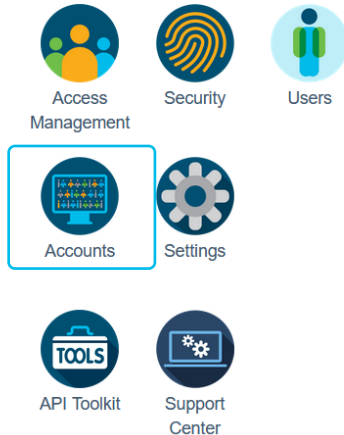 Access
Management
Security
Users
Accounts
Settings
TOOLS
API Toolkit
Support
Center